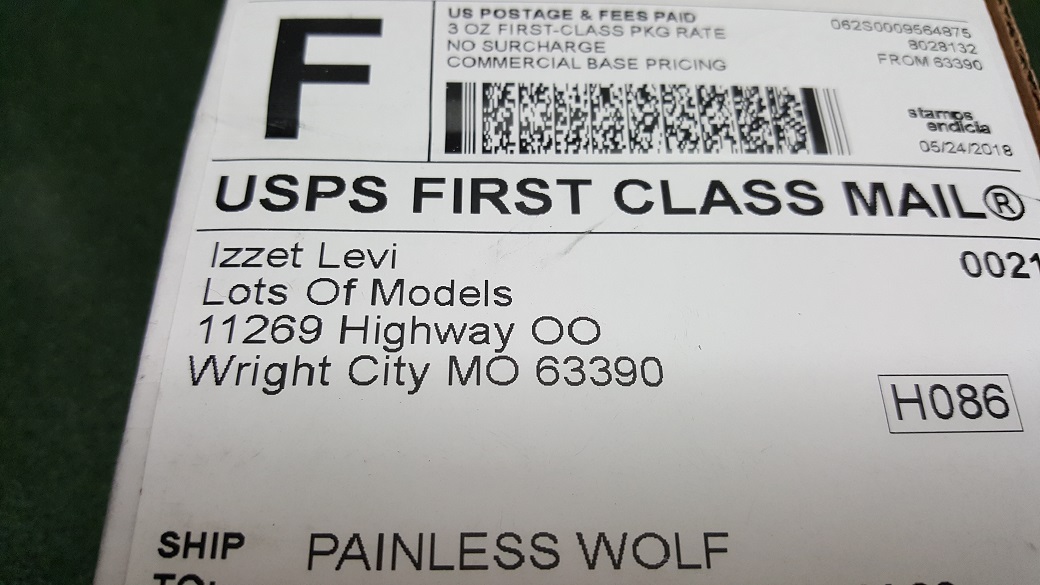 F
US POSTAGE & FEES PAID
3 OZ FIRST-CLASS PKG RATE
NO SURCHARGE
COMMERCIAL BASE PRICING
062S0009564875
8028132
FROM 63390
stamps
endicia
05/24/2018
USPS FIRST CLASS MAIL®
Izzet Levi
Lots Of Models
11269 Highway OO
Wright City MO 63390
0021
H086
SHIP
TO:
PAINLESS WOLF